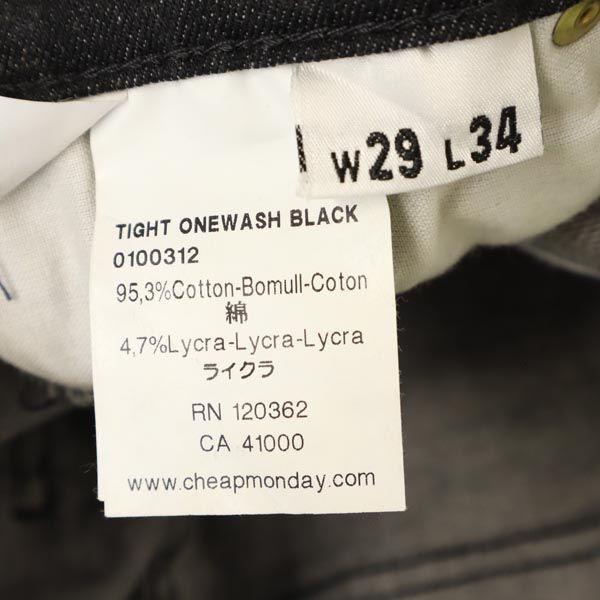 W29 L34
TIGHT ONEWASH BLACK
0100312
95,3%Cotton-Bomull-Coton
綿
4,7%Lycra-Lycra-Lycra
ライクラ
RN 120362
CA 41000
www.cheapmonday.com